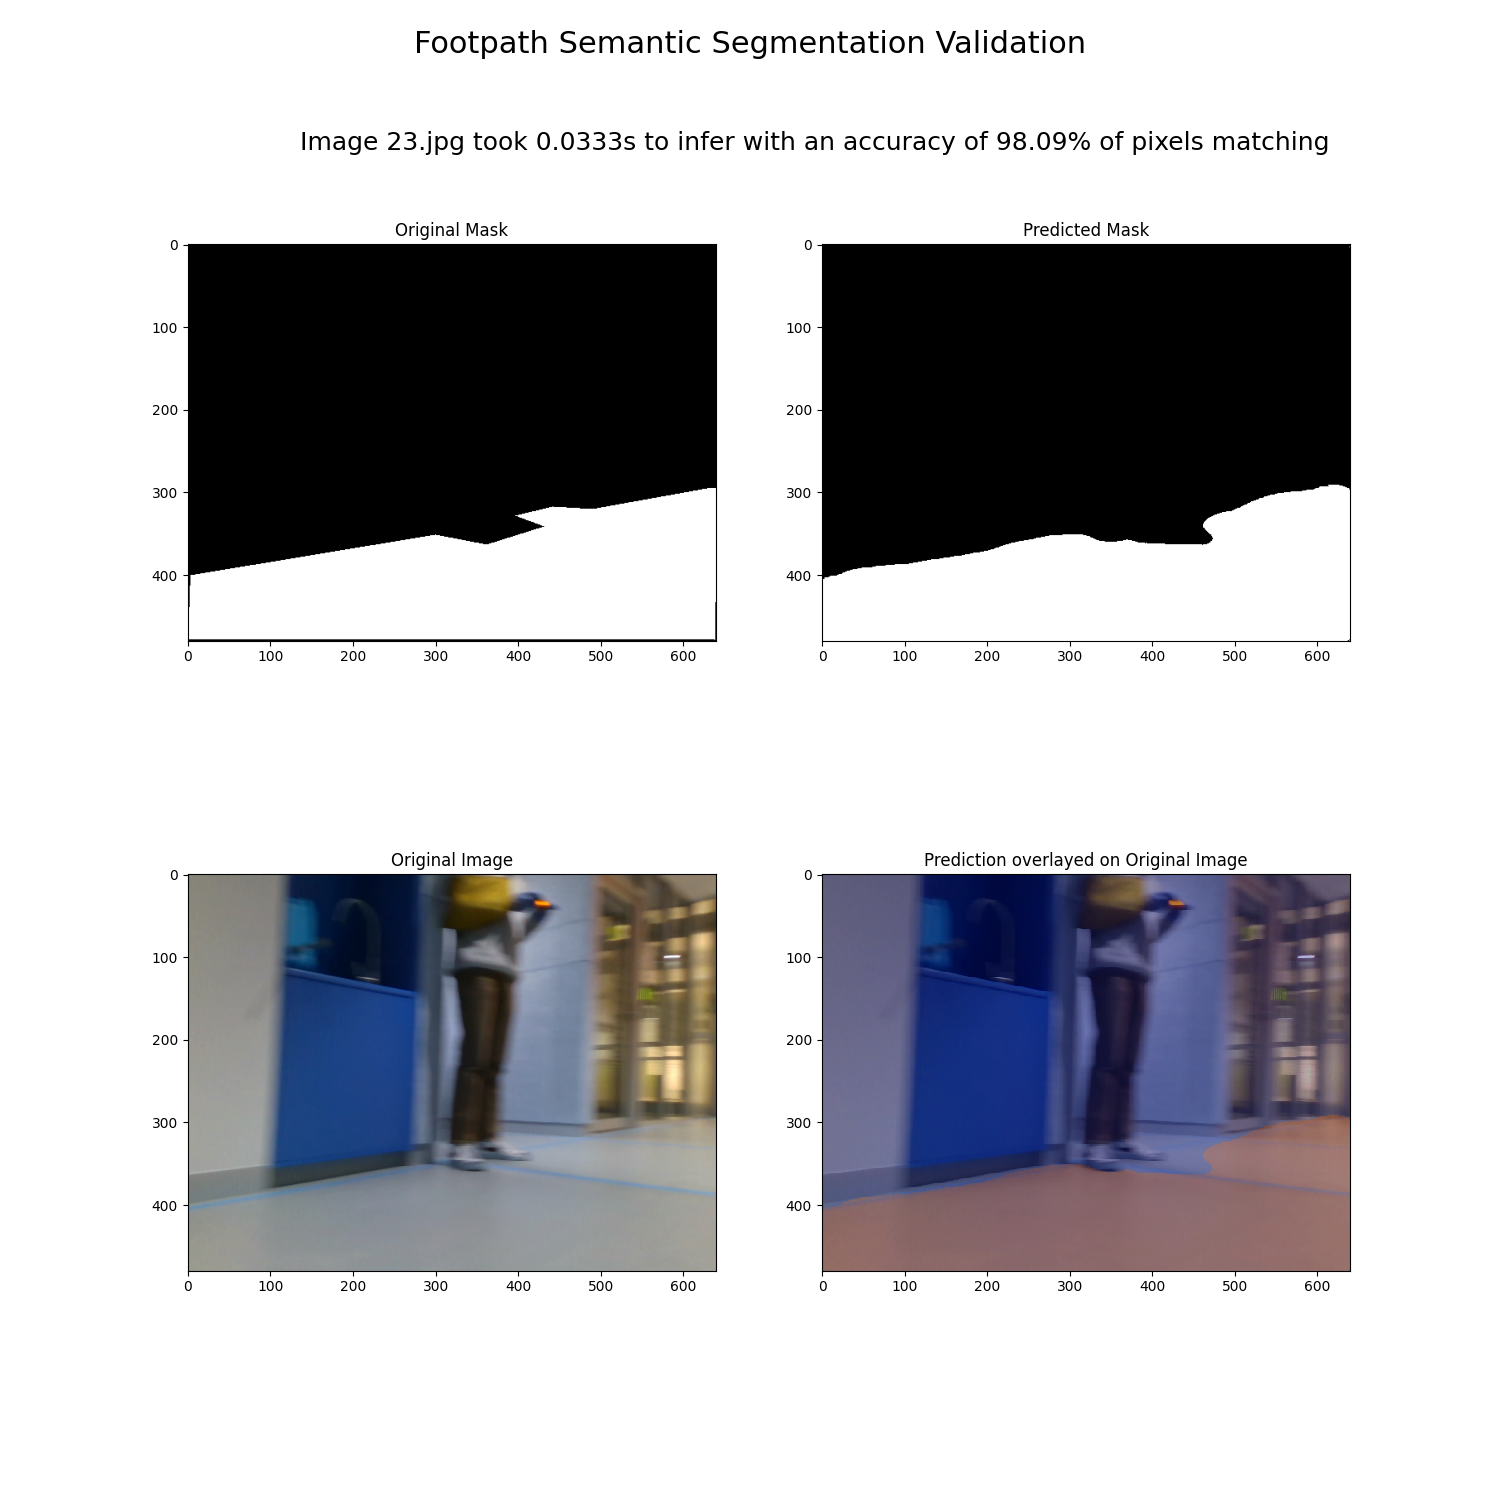 Footpath Semantic Segmentation Validation
Image 23.jpg took 0.0333s to infer with an accuracy of 98.09% of pixels matching
Original Mask
0
100
200
300
400
0 100 200 300 400 500 600
Predicted Mask
0
100
200
300
400
0 100 200 300 400 500 600
Original Image
0
100
200
300
400
0 100 200 300 400 500 600
Prediction overlayed on Original Image
0
100
200
300
400
0 100 200 300 400 500 600